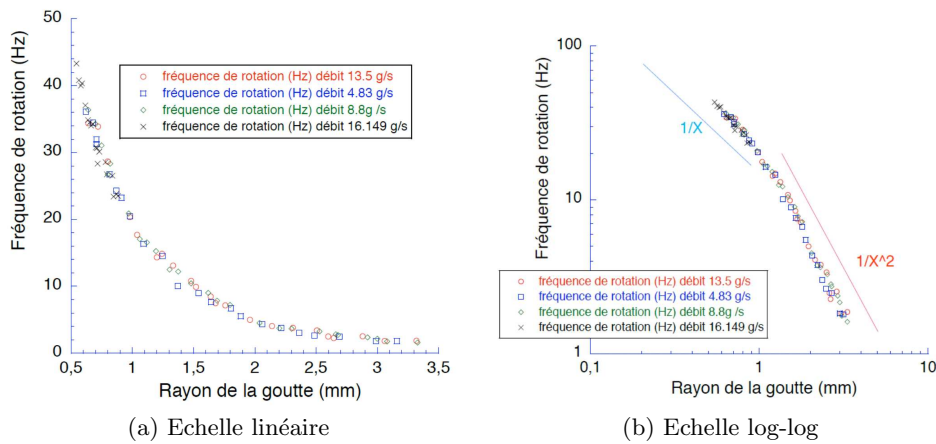 50
40
30
20
10
0
Fréquence de rotation (Hz)
fréquence de rotation (Hz) débit 13.5 g/s
fréquence de rotation (Hz) débit 4.83 g/s
fréquence de rotation (Hz) débit 8.8g /s
fréquence de rotation (Hz) débit 16.149 g/s
0,5 1 1,5 2 2,5 3 3,5
Rayon de la goutte (mm)
(a) Echelle linéaire
100
10
1
Fréquence de rotation (Hz)
1/X
1/X^2
fréquence de rotation (Hz) débit 13.5 g/s
fréquence de rotation (Hz) débit 4.83 g/s
fréquence de rotation (Hz) débit 8.8g /s
fréquence de rotation (Hz) débit 16.149 g/s
0,1 1 10
Rayon de la goutte (mm)
(b) Echelle log-log